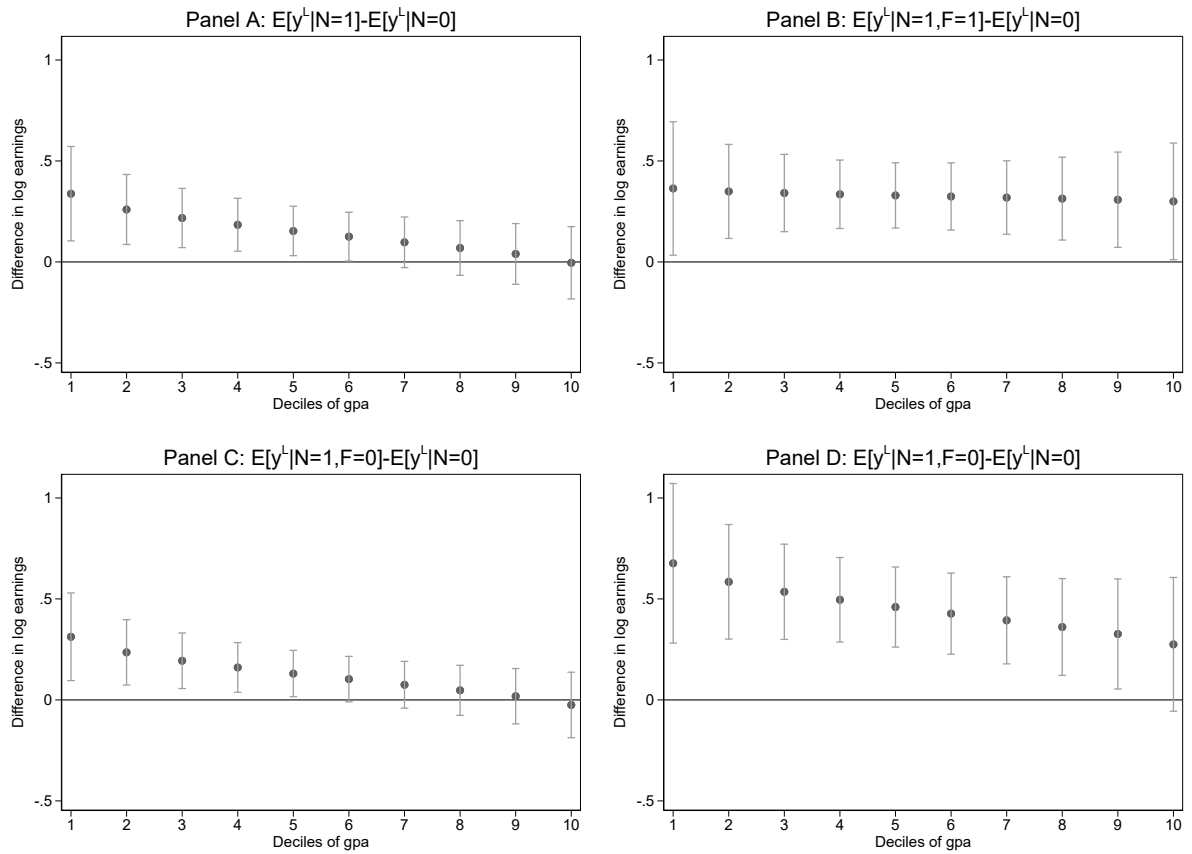 Panel A: E[y^L|N=1]-E[y^L|N=0]
Difference in log earnings
1
.5
0
-.5
1 2 3 4 5 6 7 8 9 10
Deciles of gpa
Panel B: E[y^L|N=1,F=1]-E[y^L|N=0]
Difference in log earnings
1
.5
0
-.5
1 2 3 4 5 6 7 8 9 10
Deciles of gpa
Panel C: E[y^L|N=1,F=0]-E[y^L|N=0]
Difference in log earnings
1
.5
0
-.5
1 2 3 4 5 6 7 8 9 10
Deciles of gpa
Panel D: E[y^L|N=1,F=0]-E[y^L|N=0]
Difference in log earnings
1
.5
0
-.5
1 2 3 4 5 6 7 8 9 10
Deciles of gpa